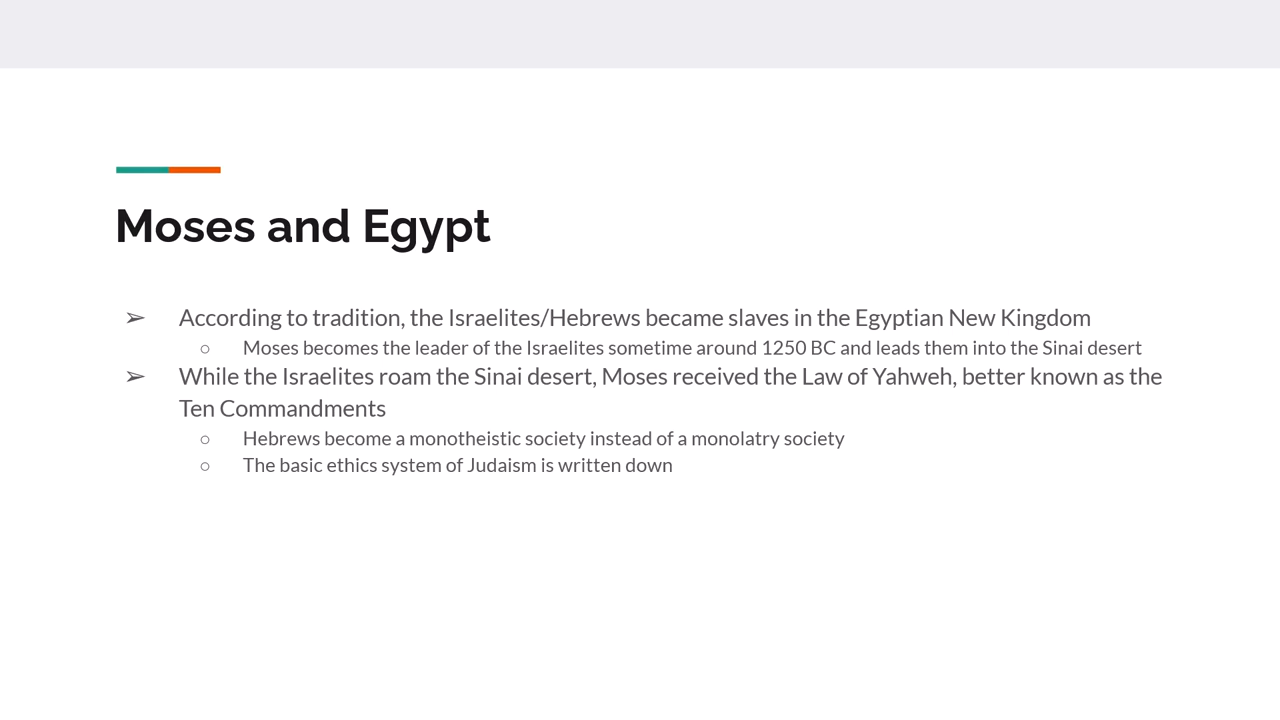 Moses and Egypt
➢ According to tradition, the Israelites/Hebrews became slaves in the Egyptian New Kingdom
○ Moses becomes the leader of the Israelites sometime around 1250 BC and leads them into the Sinai desert
➢ While the Israelites roam the Sinai desert, Moses received the Law of Yahweh, better known as the
Ten Commandments
○ Hebrews become a monotheistic society instead of a monolatry society
○ The basic ethics system of Judaism is written down